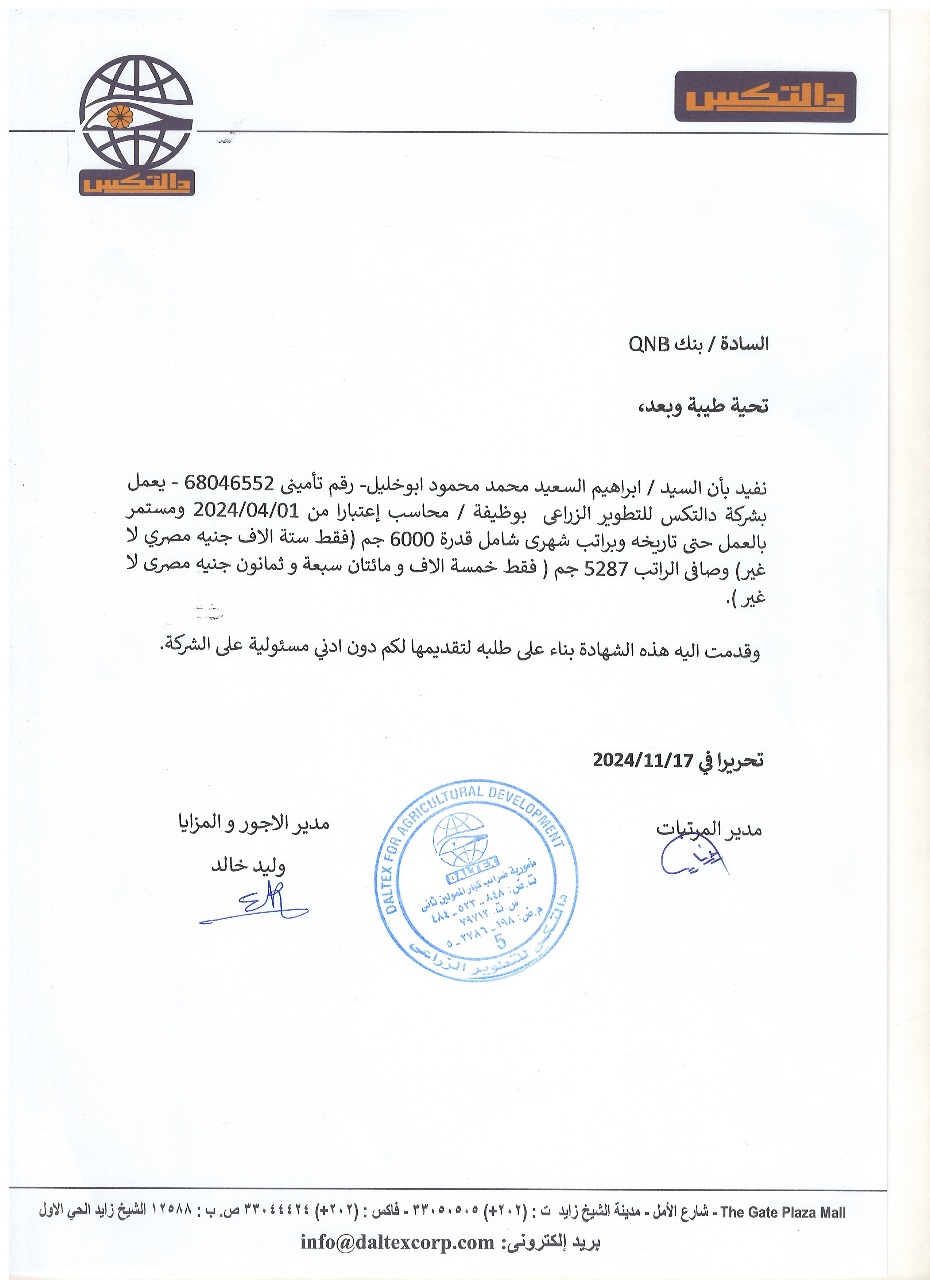 دالتكس
دالتكس
السادة / بنك QNB
تحية طيبة وبعد،
نفيد بأن السيد / ابراهيم السعيد محمد محمود ابوخليل- رقم تأمينى 68046552 - يعمل
بشركة دالتكس للتطوير الزراعى بوظيفة / محاسب إعتبارا من 2024/04/01 ومستمر
بالعمل حتى تاريخه وبراتب شهرى شامل قدرة 6000 جم (فقط ستة الاف جنيه مصري لا
غير) وصافى الراتب 5287 جم ( فقط خمسة الاف و مائتان سبعة و ثمانون جنيه مصرى لا
غير ).
وقدمت اليه هذه الشهادة بناء على طلبه لتقديمها لكم دون ادني مسئولية على الشركة.
تحريرا في 2024/11/17
مدير المرتبات
مدير الاجور و المزايا
وليد خالد
DALTEX FOR AGRICULTURAL DEVELOPMENT
DALTEX
مأمورية ضرائب كبار الممولين ثانى
ت.ض: ٨٤٨ - ٥٢٣ - ٤٨٤
س.ت: ٧٩٧١٢
م.ض: ١٩٨ - ٢٧٨٦ - ٥
5
دالتكس للتطوير الزراعى
The Gate Plaza Mall - شارع الأمل - مدينة الشيخ زايد ت : (٢٠٢+) ٣٣٠٥٠٥٠٥ - فاكس : (٢٠٢+) ٣٣٠٤٤٤٢٤ ص.ب : ١٢٥٨٨ الشيخ زايد الحي الاول
بريد إلكترونى: info@daltexcorp.com